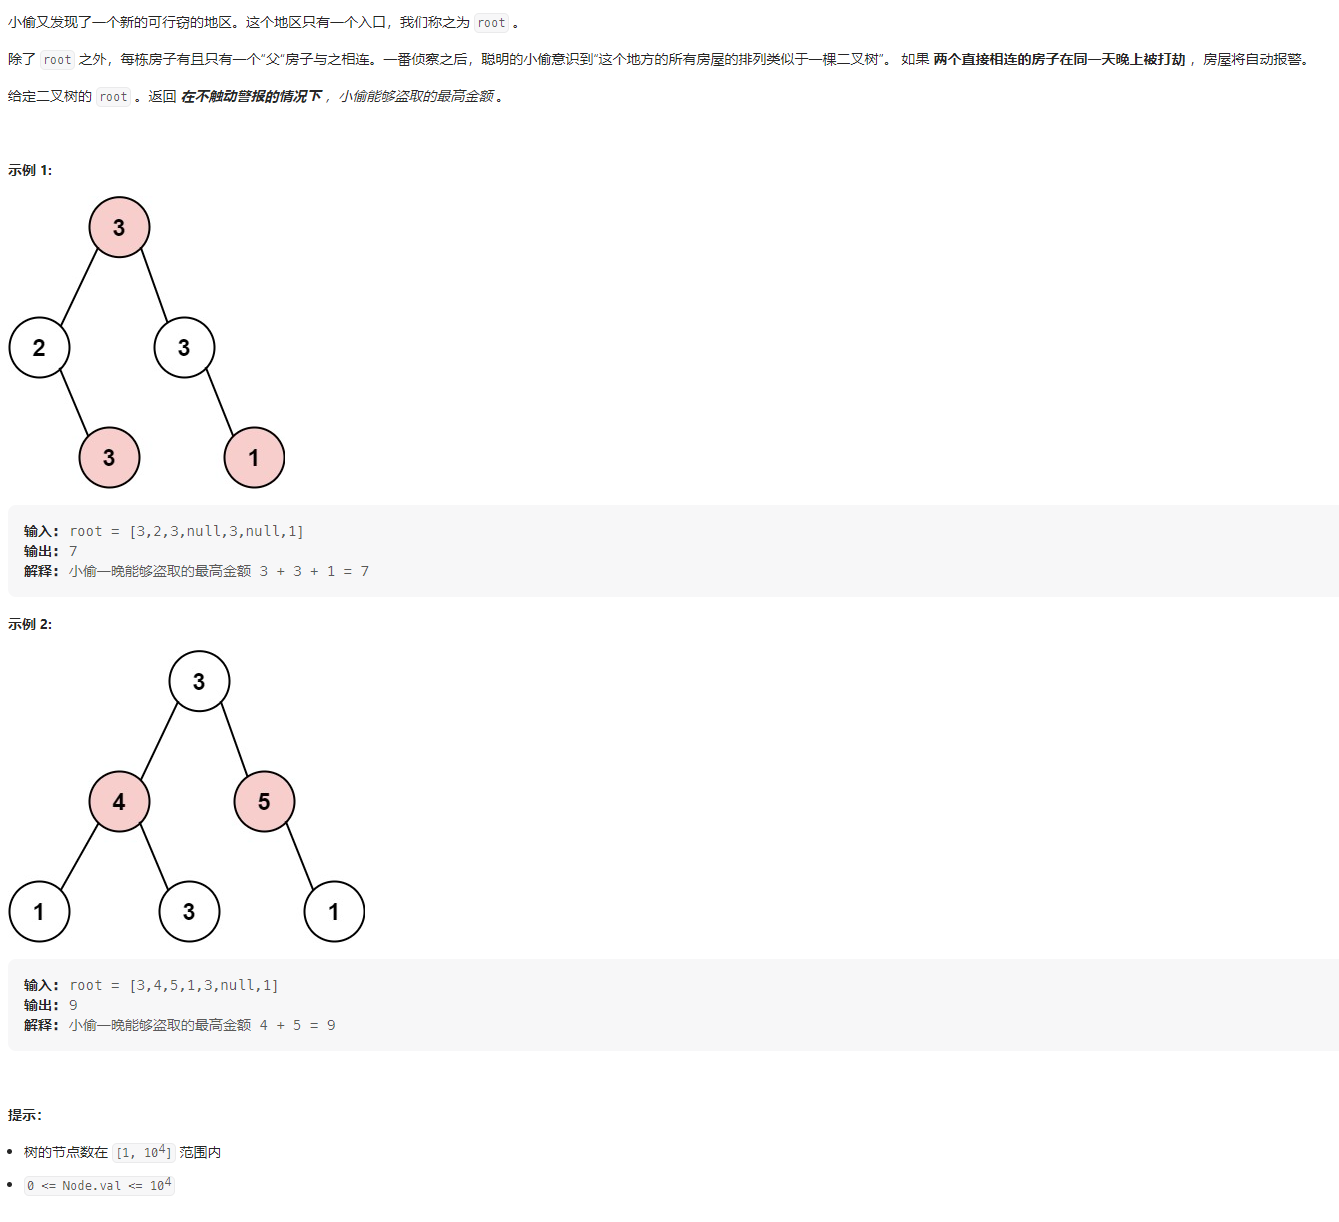 小偷又发现了一个新的可行窃的地区。这个地区只有一个入口，我们称之为 root 。
除了 root 之外，每栋房子有且只有一个“父”房子与之相连。一番侦察之后，聪明的小偷意识到“这个地方的所有房屋的排列类似于一棵二叉树”。 如果 两个直接相连的房子在同一天晚上被打劫 ，房屋将自动报警。
给定二叉树的 root 。返回 在不触动警报的情况下 ，小偷能够盗取的最高金额 。
示例 1:
3
2 3
3 1
输入: root = [3,2,3,null,3,null,1]
输出: 7
解释: 小偷一晚能够盗取的最高金额 3 + 3 + 1 = 7
示例 2:
3
4 5
1 3 1
输入: root = [3,4,5,1,3,null,1]
输出: 9
解释: 小偷一晚能够盗取的最高金额 4 + 5 = 9
提示：
• 树的节点数在 [1, 10⁴] 范围内
• 0 <= Node.val <= 10⁴